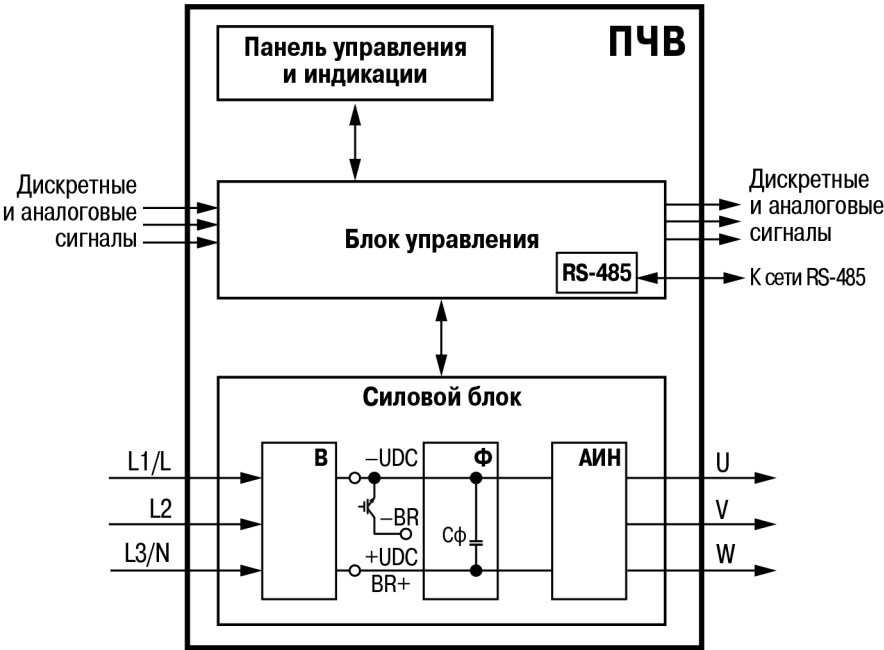 ПЧВ
Панель управления
и индикации
Дискретные
и аналоговые
сигналы
Блок управления
RS-485
Дискретные
и аналоговые
сигналы
К сети RS-485
Силовой блок
L1/L
L2
L3/N
В
–UDC
–BR
+UDC
BR+
Ф
Cф
АИН
U
V
W